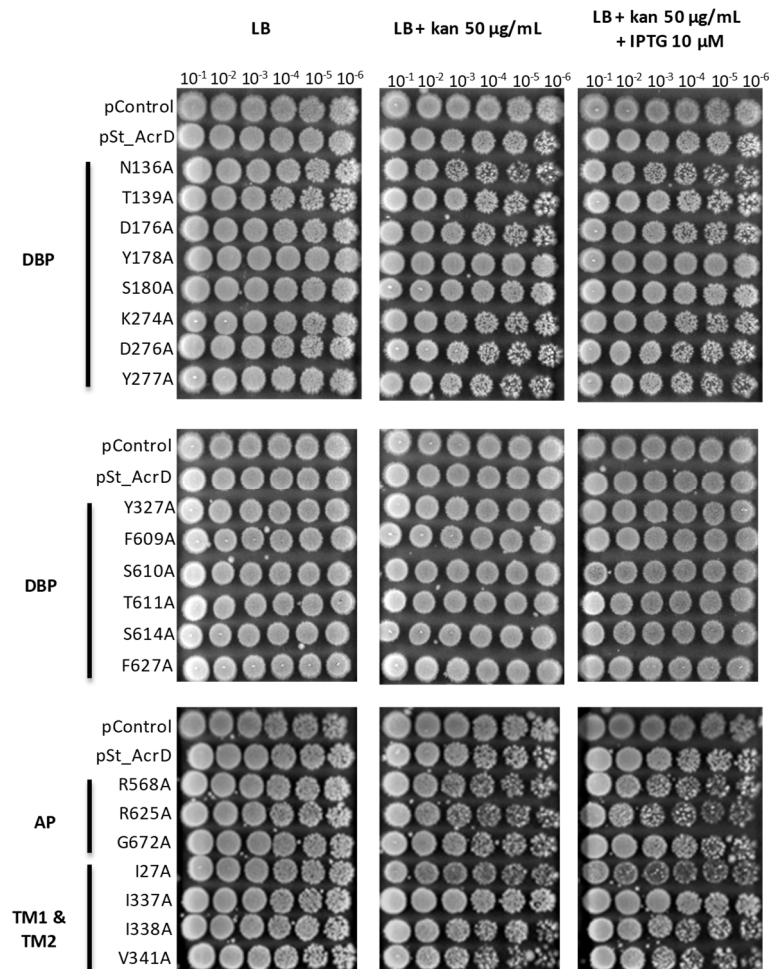 LB
LB + kan 50 µg/mL
LB + kan 50 µg/mL
+ IPTG 10 µM
10-1 10-2 10-3 10-4 10-5 10-6
10-1 10-2 10-3 10-4 10-5 10-6
10-1 10-2 10-3 10-4 10-5 10-6
pControl
pSt_AcrD
DBP
N136A
T139A
D176A
Y178A
S180A
K274A
D276A
Y277A
pControl
pSt_AcrD
DBP
Y327A
F609A
S610A
T611A
S614A
F627A
pControl
pSt_AcrD
AP
R568A
R625A
G672A
TM1 &
TM2
I27A
I337A
I338A
V341A